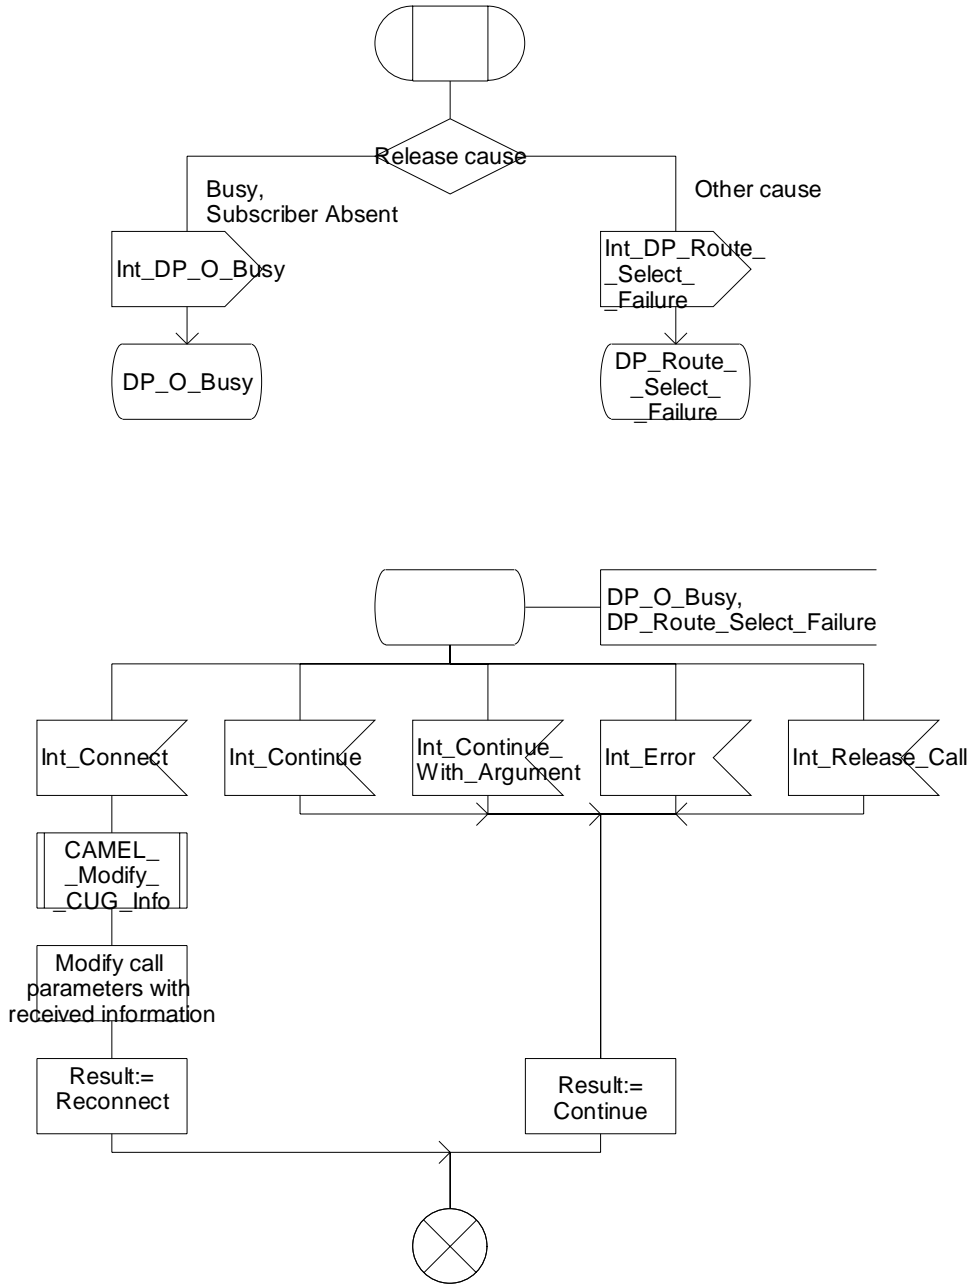 Release cause
Busy,
Subscriber Absent
Other cause
Int_DP_O_Busy
Int_DP_Route_
_Select_
_Failure
DP_O_Busy
DP_Route_
_Select_
_Failure
DP_O_Busy,
DP_Route_Select_Failure
Int_Connect
Int_Continue
Int_Continue_
With_Argument
Int_Error
Int_Release_Call
CAMEL_
_Modify_
_CUG_Info
Modify call
parameters with
received information
Result:=
Reconnect
Result:=
Continue